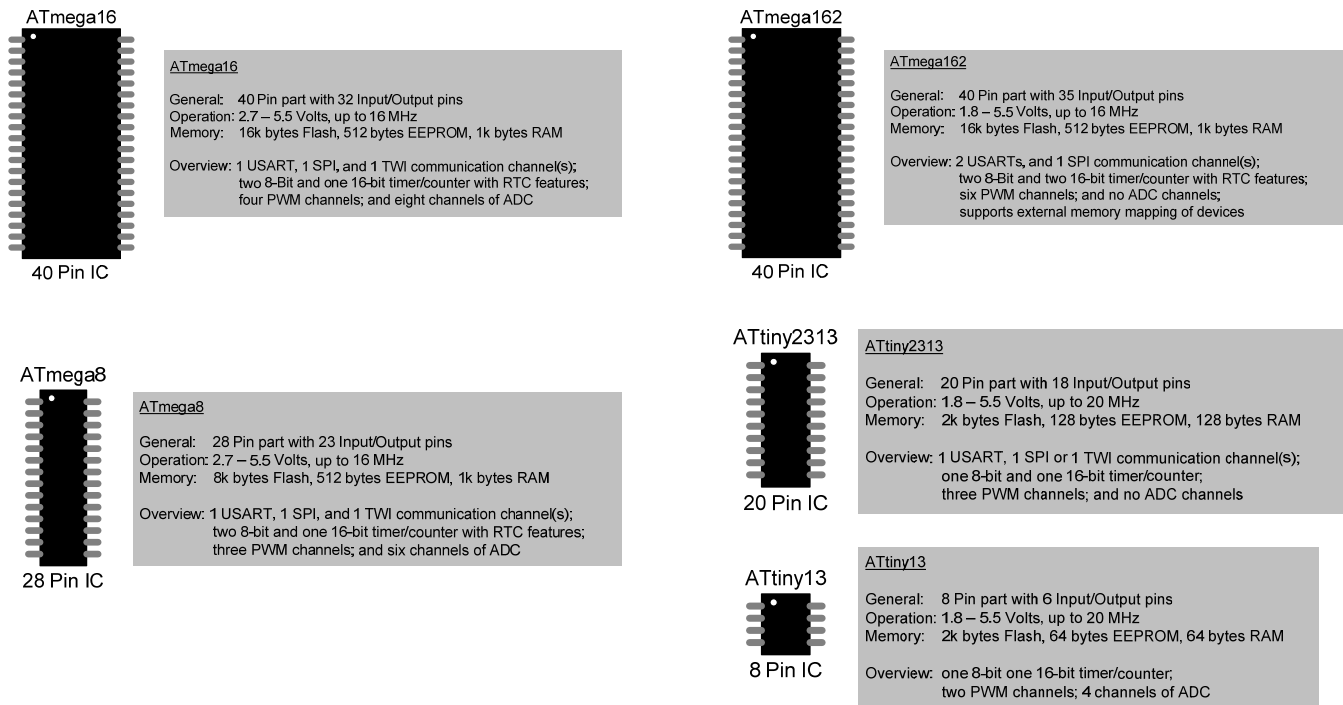 ATmega16
ATmega16
General: 40 Pin part with 32 Input/Output pins
Operation: 2.7 – 5.5 Volts, up to 16 MHz
Memory: 16k bytes Flash, 512 bytes EEPROM, 1k bytes RAM
Overview: 1 USART, 1 SPI, and 1 TWI communication channel(s);
two 8-Bit and one 16-bit timer/counter with RTC features;
four PWM channels; and eight channels of ADC
40 Pin IC
ATmega162
ATmega162
General: 40 Pin part with 35 Input/Output pins
Operation: 1.8 – 5.5 Volts, up to 16 MHz
Memory: 16k bytes Flash, 512 bytes EEPROM, 1k bytes RAM
Overview: 2 USARTs, and 1 SPI communication channel(s);
two 8-Bit and two 16-bit timer/counter with RTC features;
six PWM channels; and no ADC channels;
supports external memory mapping of devices
40 Pin IC
ATmega8
ATmega8
General: 28 Pin part with 23 Input/Output pins
Operation: 2.7 – 5.5 Volts, up to 16 MHz
Memory: 8k bytes Flash, 512 bytes EEPROM, 1k bytes RAM
Overview: 1 USART, 1 SPI, and 1 TWI communication channel(s);
two 8-bit and one 16-bit timer/counter with RTC features;
three PWM channels; and six channels of ADC
28 Pin IC
ATtiny2313
ATtiny2313
General: 20 Pin part with 18 Input/Output pins
Operation: 1.8 – 5.5 Volts, up to 20 MHz
Memory: 2k bytes Flash, 128 bytes EEPROM, 128 bytes RAM
Overview: 1 USART, 1 SPI or 1 TWI communication channel(s);
one 8-bit and one 16-bit timer/counter;
three PWM channels; and no ADC channels
20 Pin IC
ATtiny13
ATtiny13
General: 8 Pin part with 6 Input/Output pins
Operation: 1.8 – 5.5 Volts, up to 20 MHz
Memory: 2k bytes Flash, 64 bytes EEPROM, 64 bytes RAM
Overview: one 8-bit one 16-bit timer/counter;
two PWM channels; 4 channels of ADC
8 Pin IC